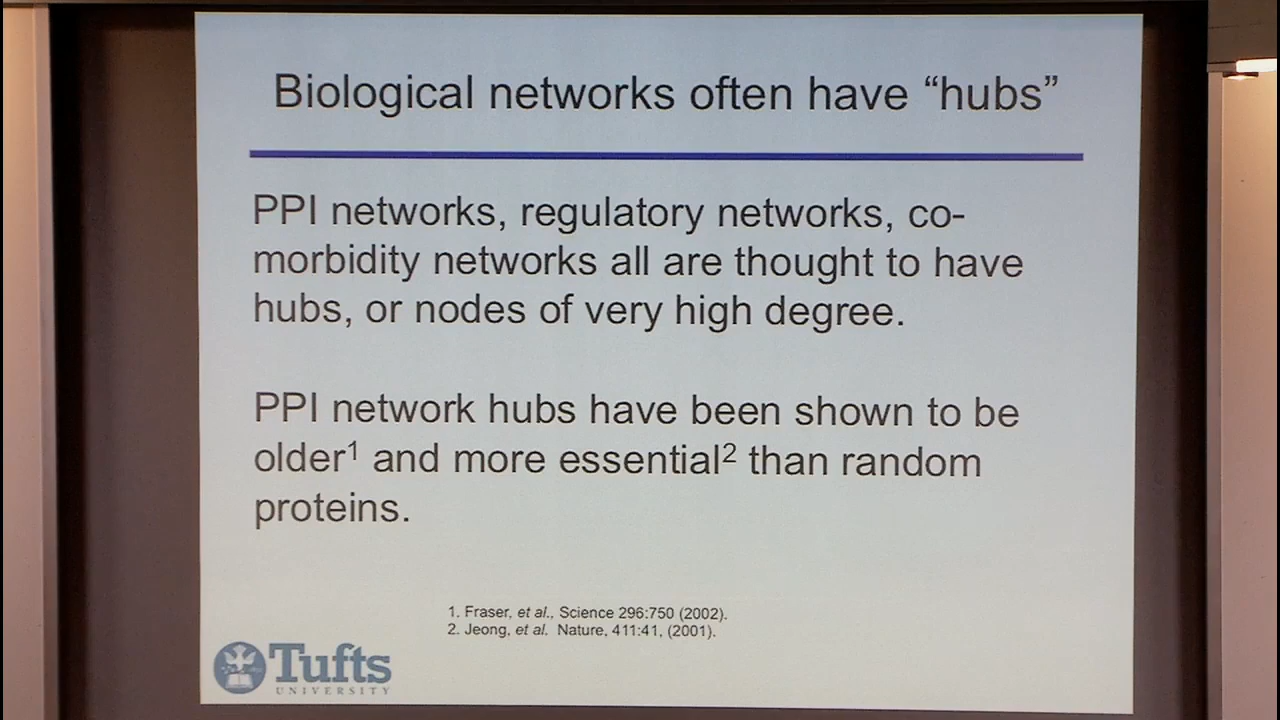 Biological networks often have “hubs”
PPI networks, regulatory networks, co-
morbidity networks all are thought to have
hubs, or nodes of very high degree.
PPI network hubs have been shown to be
older¹ and more essential² than random
proteins.
1. Fraser, et al., Science 296:750 (2002).
2. Jeong, et al. Nature, 411:41, (2001).
Tufts
UNIVERSITY